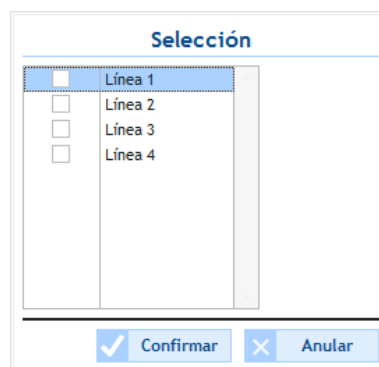 Selección
Línea 1
Línea 2
Línea 3
Línea 4
Confirmar
Anular